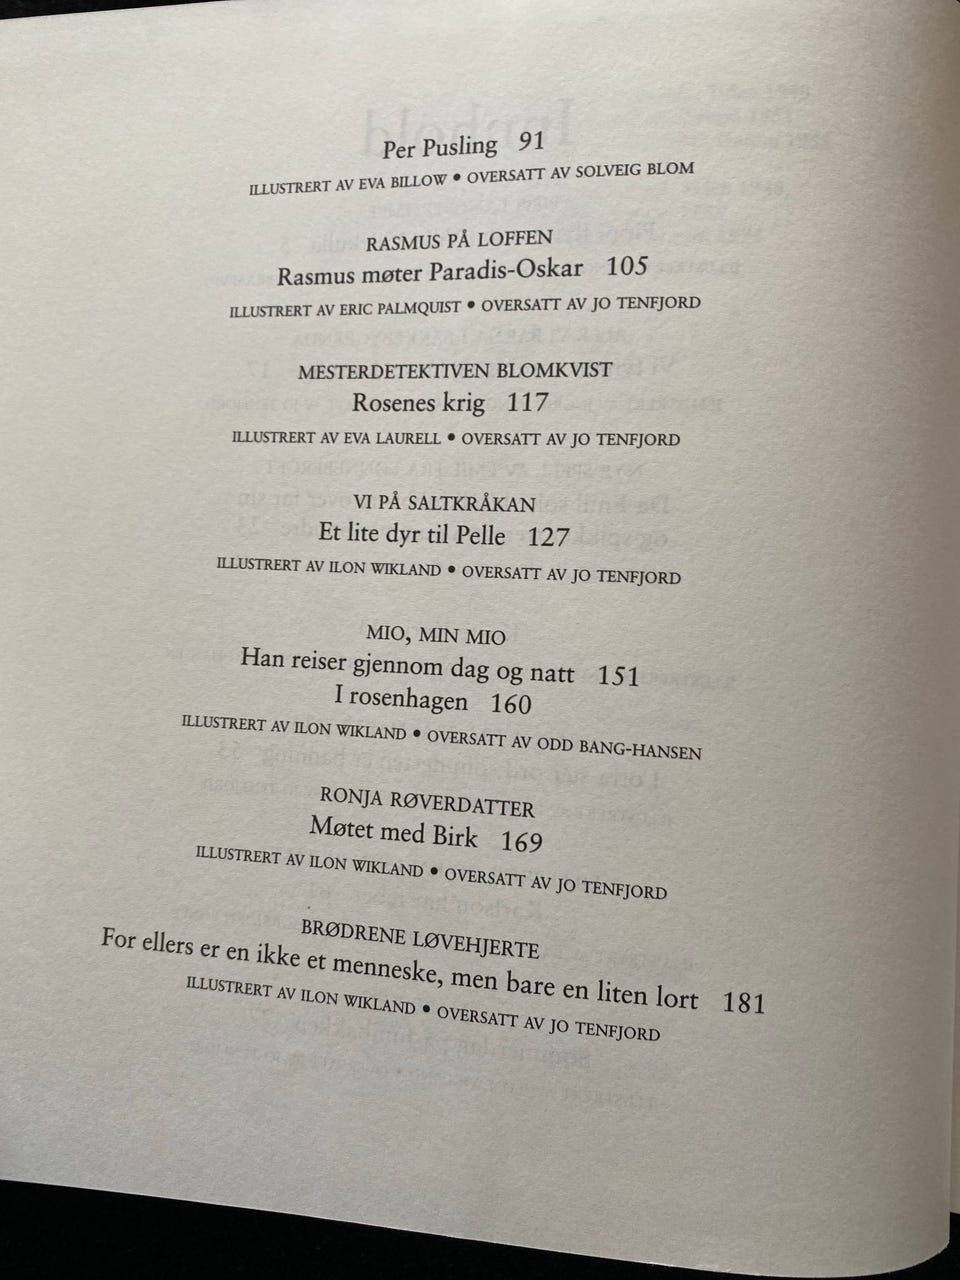 Per Pusling 91
ILLUSTRERT AV EVA BILLOW • OVERSATT AV SOLVEIG BLOM
RASMUS PÅ LOFFEN
Rasmus møter Paradis-Oskar 105
ILLUSTRERT AV ERIC PALMQUIST • OVERSATT AV JO TENFJORD
MESTERDETEKTIVEN BLOMKVIST
Rosenes krig 117
ILLUSTRERT AV EVA LAURELL • OVERSATT AV JO TENFJORD
VI PÅ SALTKRÅKAN
Et lite dyr til Pelle 127
ILLUSTRERT AV ILON WIKLAND • OVERSATT AV JO TENFJORD
MIO, MIN MIO
Han reiser gjennom dag og natt 151
I rosenhagen 160
ILLUSTRERT AV ILON WIKLAND • OVERSATT AV ODD BANG-HANSEN
RONJA RØVERDATTER
Møtet med Birk 169
ILLUSTRERT AV ILON WIKLAND • OVERSATT AV JO TENFJORD
BRØDRENE LØVEHJERTE
For ellers er en ikke et menneske, men bare en liten lort 181
ILLUSTRERT AV ILON WIKLAND • OVERSATT AV JO TENFJORD